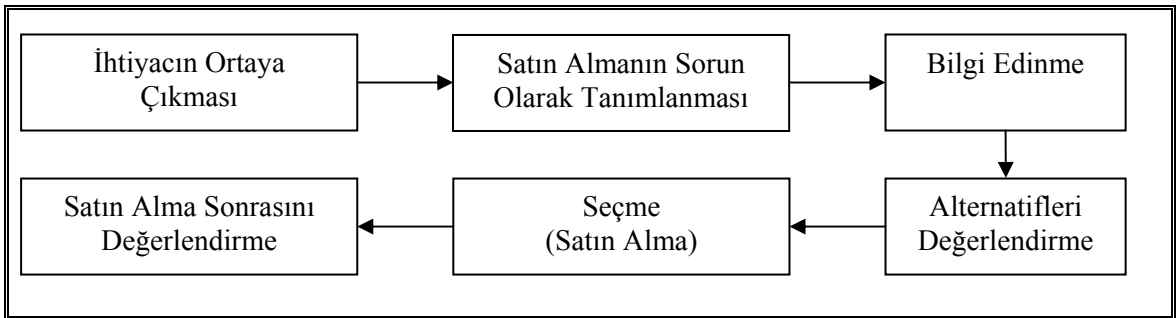 İhtiyacın Ortaya
Çıkması
Satın Almanın Sorun
Olarak Tanımlanması
Bilgi Edinme
Alternatifleri
Değerlendirme
Seçme
(Satın Alma)
Satın Alma Sonrasını
Değerlendirme